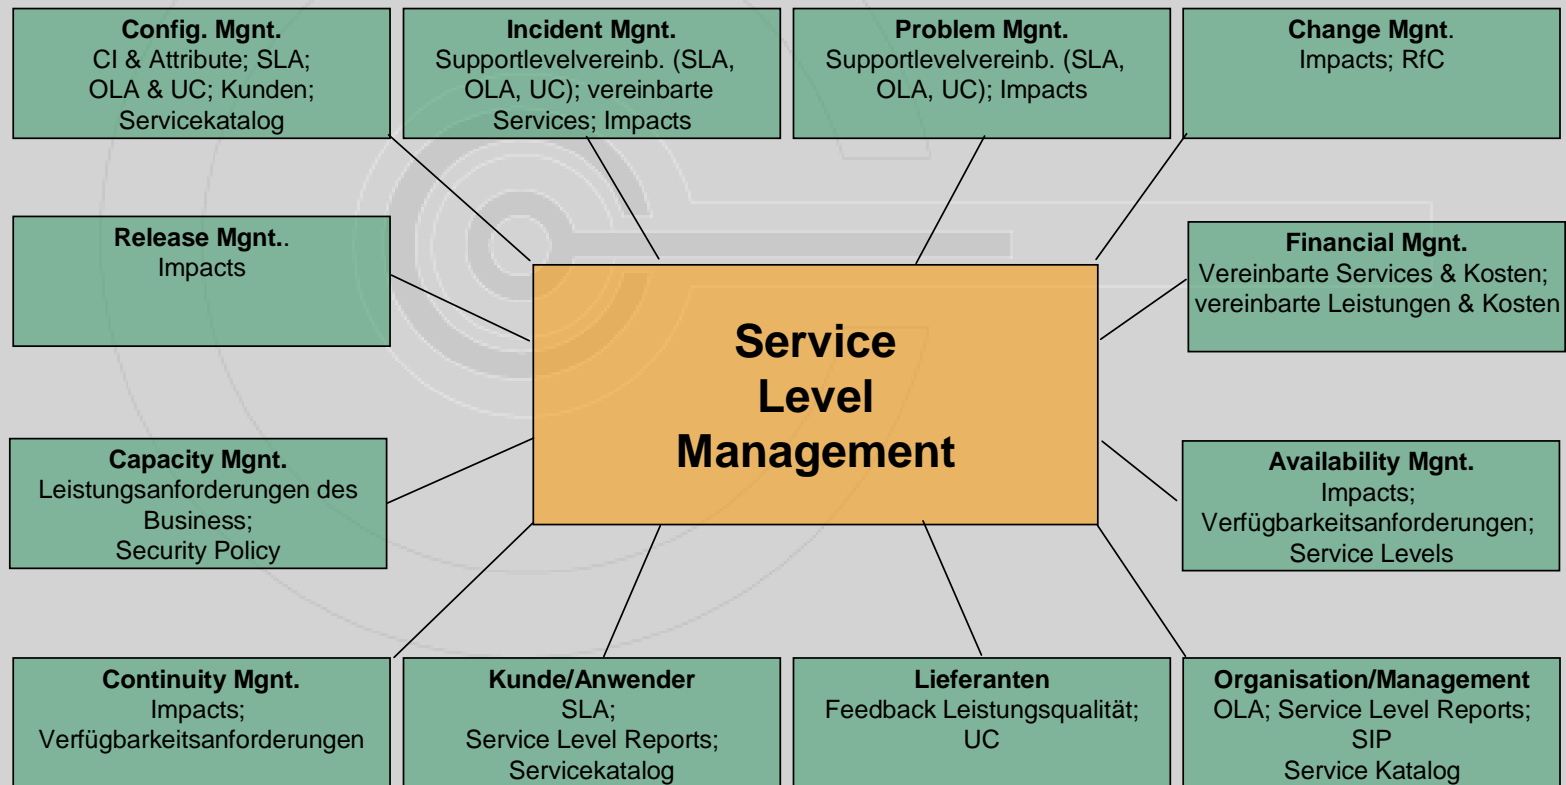 Config. Mgnt.
CI & Attribute; SLA;
OLA & UC; Kunden;
Servicekatalog
Incident Mgnt.
Supportlevelvereinb. (SLA,
OLA, UC); vereinbarte
Services; Impacts
Problem Mgnt.
Supportlevelvereinb. (SLA,
OLA, UC); Impacts
Change Mgnt.
Impacts; RfC
Release Mgnt..
Impacts
Financial Mgnt.
Vereinbarte Services & Kosten;
vereinbarte Leistungen & Kosten
Service
Level
Management
Capacity Mgnt.
Leistungsanforderungen des
Business;
Security Policy
Availability Mgnt.
Impacts;
Verfügbarkeitsanforderungen;
Service Levels
Continuity Mgnt.
Impacts;
Verfügbarkeitsanforderungen
Kunde/Anwender
SLA;
Service Level Reports;
Servicekatalog
Lieferanten
Feedback Leistungsqualität;
UC
Organisation/Management
OLA; Service Level Reports;
SIP
Service Katalog